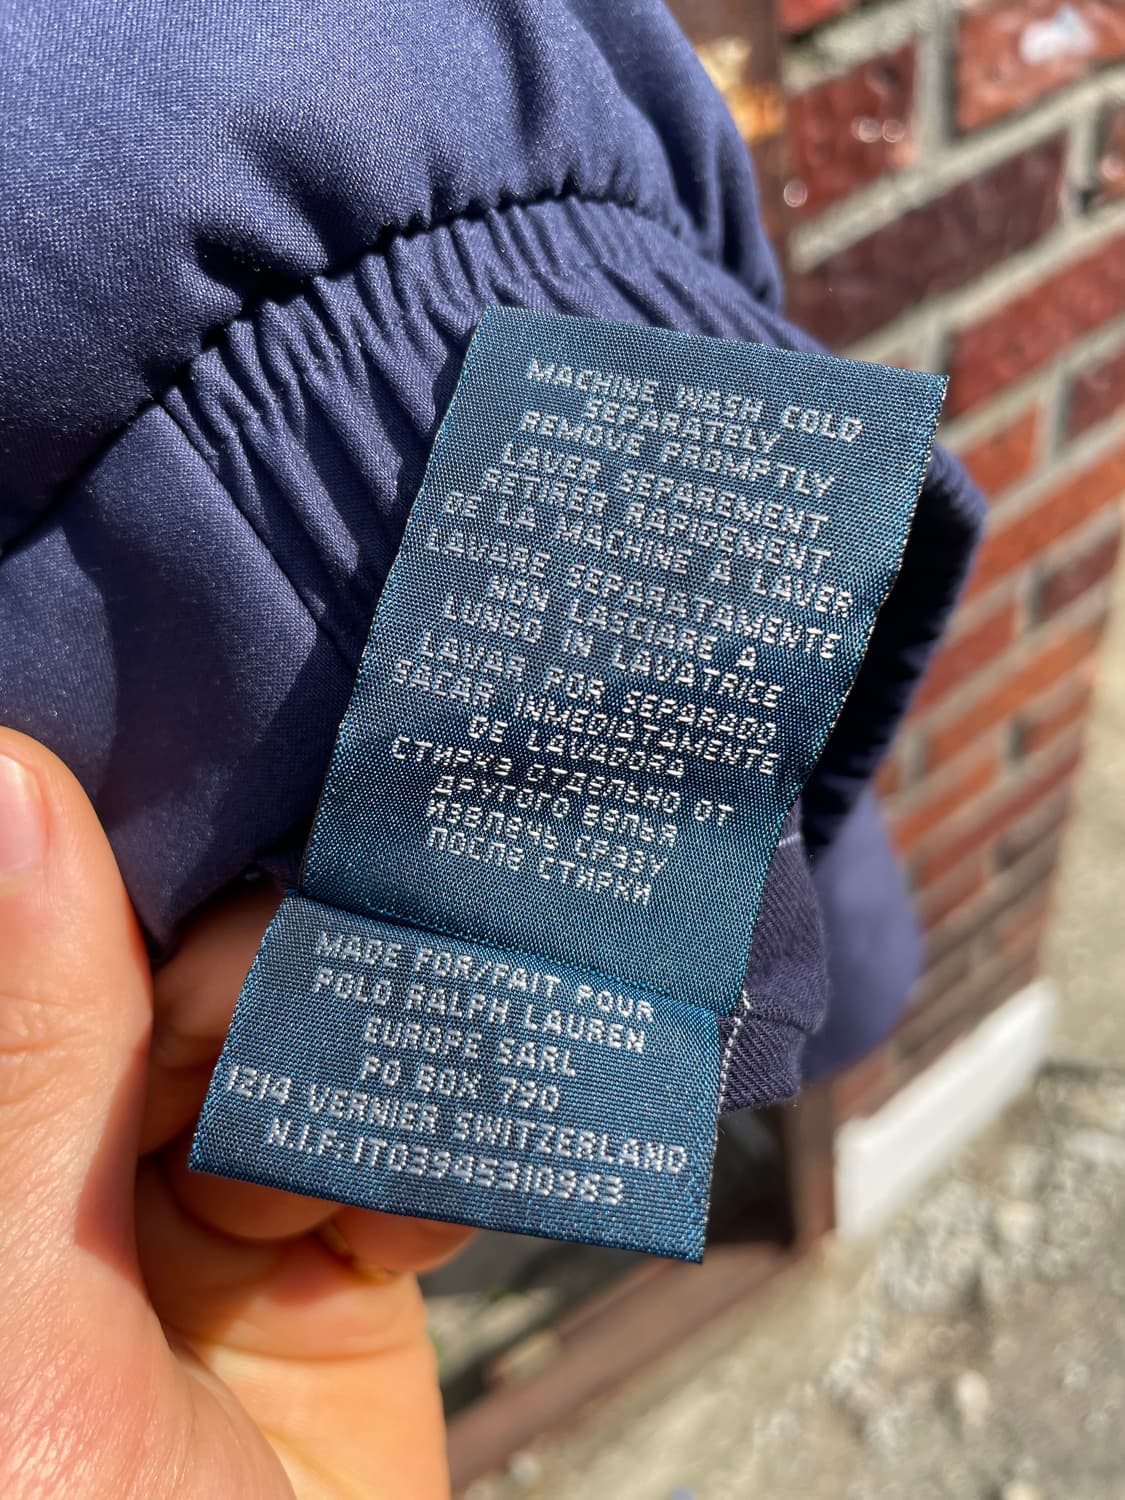 MACHINE WASH COLD
SEPARATELY
REMOVE PROMPTLY
LAVER SEPAREMENT
RETIRER RAPIDEMENT
DE LA MACHINE A LAVER
LAVARE SEPARATAMENTE
NON LASCIARE A
LUNGO IN LAVATRICE
LAVAR POR SEPARADO
SACAR INMEDIATAMENTE
DE LAVADORA
СТИРКА ОТДЕЛЬНО ОТ
ДРУГОГО БЕЛЬЯ
ИЗВЛЕЧЬ СРАЗУ
ПОСЛЕ СТИРКИ
MADE FOR/FAIT POUR
POLO RALPH LAUREN
EUROPE SARL
PO BOX 790
1214 VERNIER SWITZERLAND
N.I.F:IT03945310963